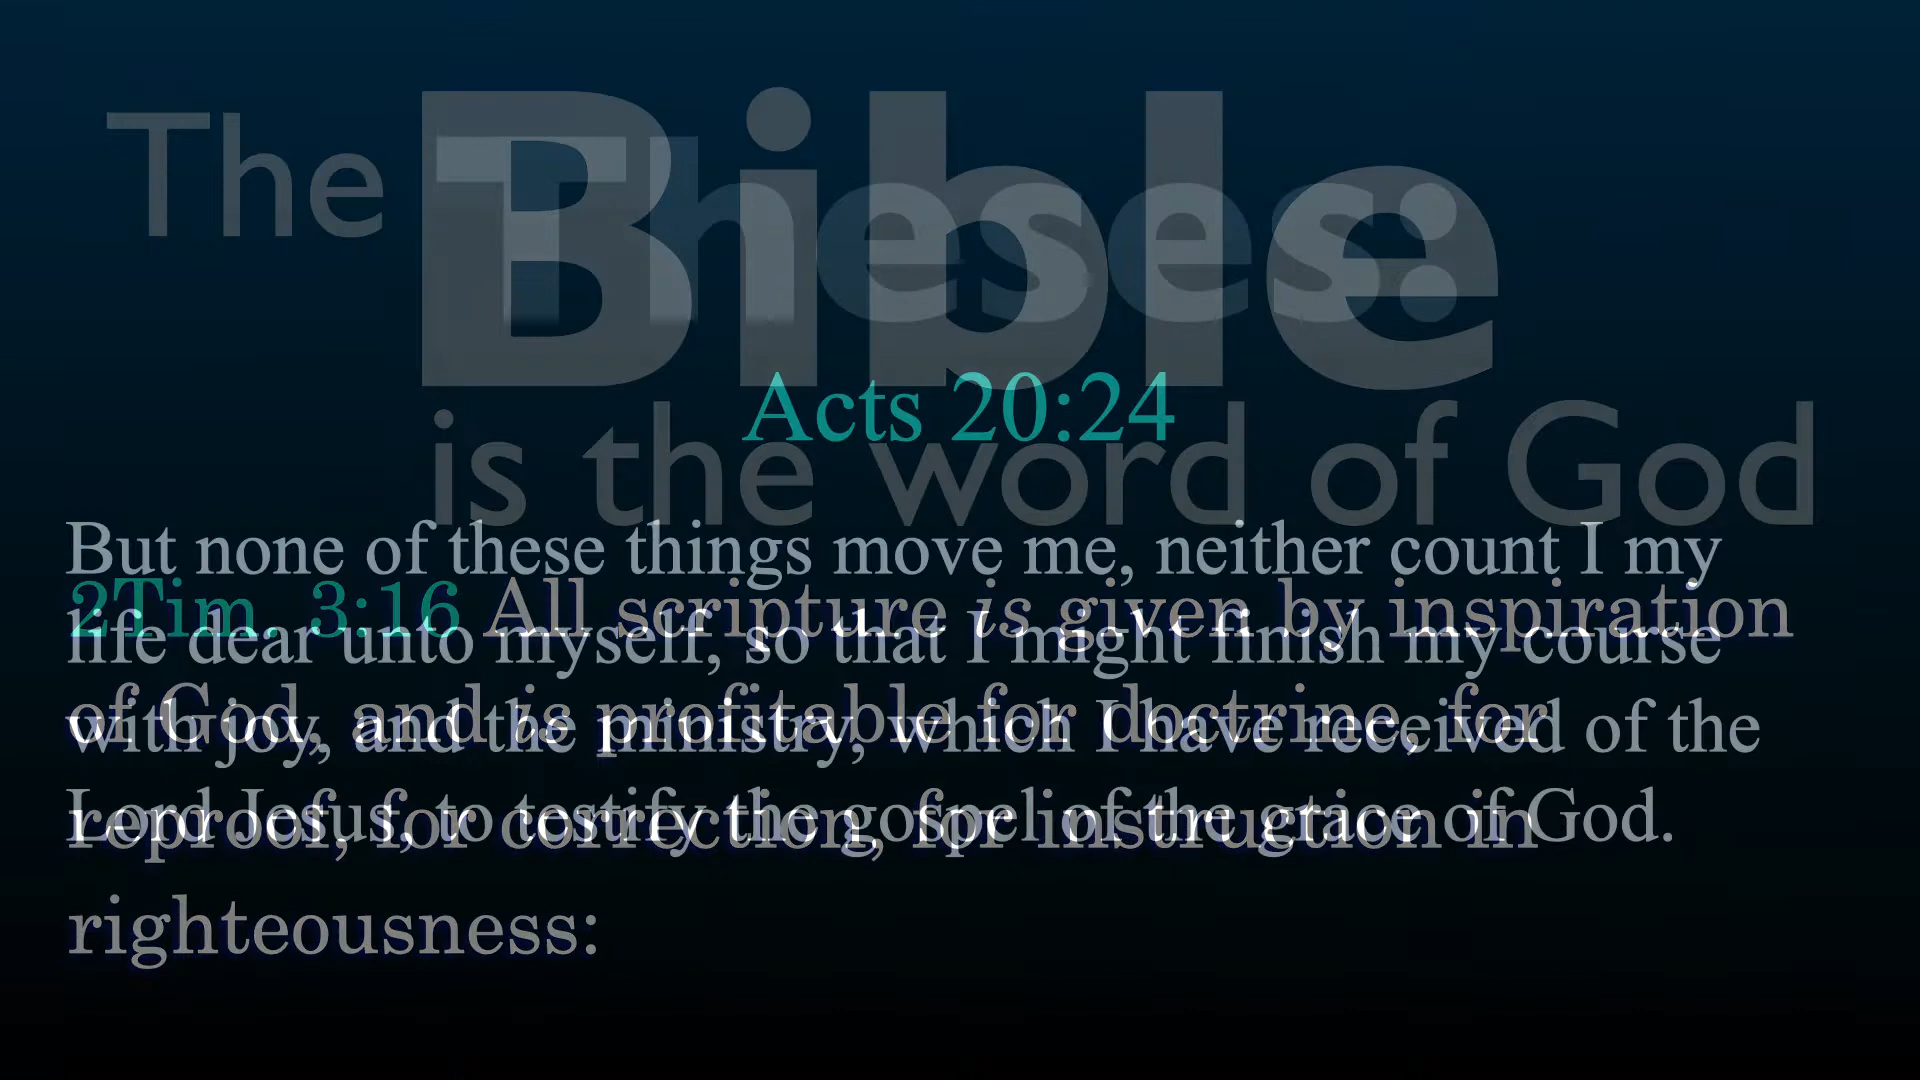 The Bible
is the word of God
These:
Acts 20:24
But none of these things move me, neither count I my
life dear unto myself, so that I might finish my course
with joy, and the ministry, which I have received of the
Lord Jesus, to testify the gospel of the grace of God.
2Tim. 3:16 All scripture is given by inspiration
of God, and is profitable for doctrine, for
reproof, for correction, for instruction in
righteousness: